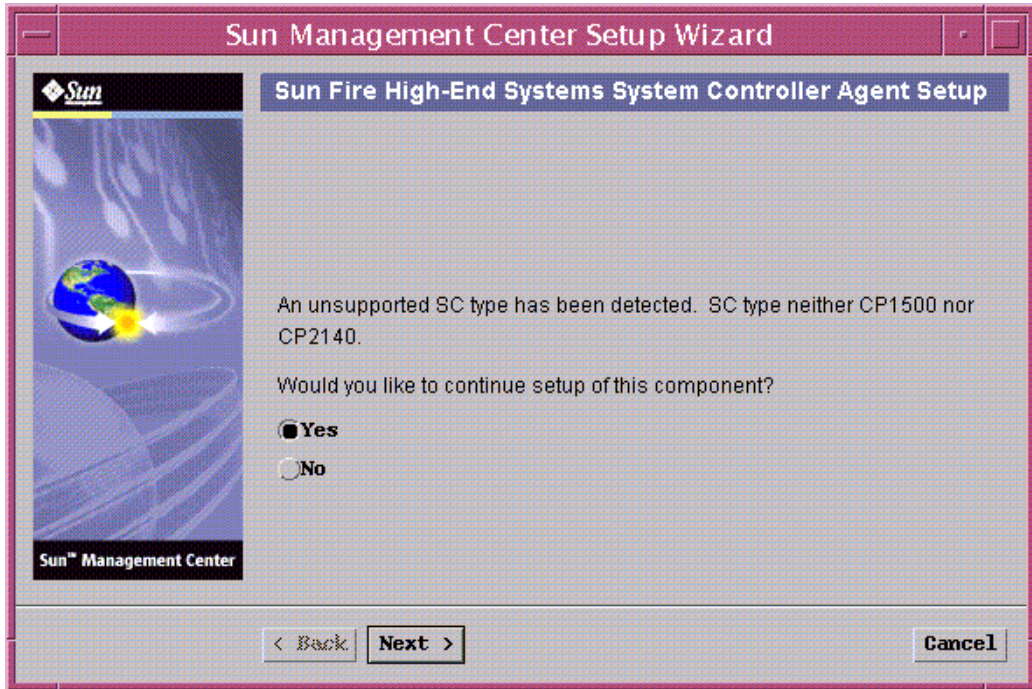 Sun Management Center Setup Wizard
Sun
Sun Fire High-End Systems System Controller Agent Setup
An unsupported SC type has been detected.  SC type neither CP1500 nor
CP2140.
Would you like to continue setup of this component?
Yes
No
Sun™ Management Center
< Back
Next >
Cancel